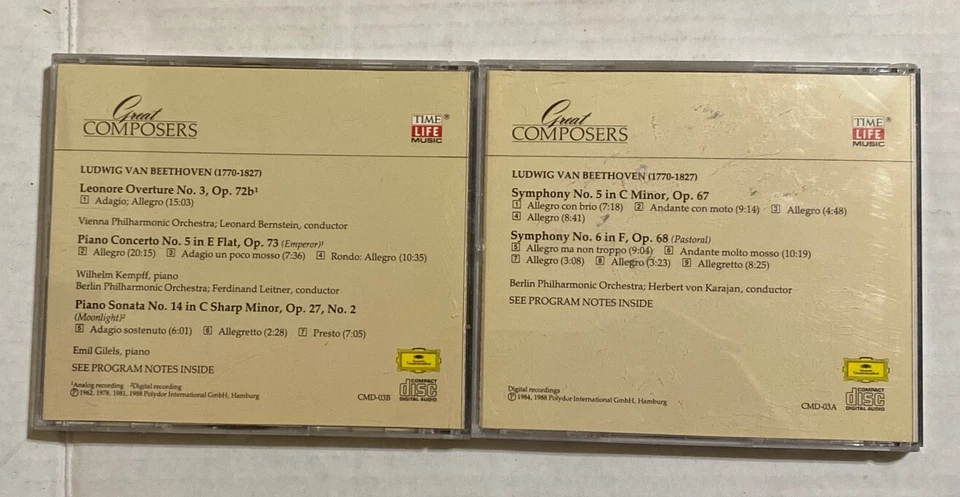 Great
COMPOSERS
TIME ®
LIFE
MUSIC
LUDWIG VAN BEETHOVEN (1770-1827)
Leonore Overture No. 3, Op. 72b¹
1 Adagio; Allegro (15:03)
Vienna Philharmonic Orchestra; Leonard Bernstein, conductor
Piano Concerto No. 5 in E Flat, Op. 73 (Emperor)¹
2 Allegro (20:15) 3 Adagio un poco mosso (7:36) 4 Rondo: Allegro (10:35)
Wilhelm Kempff, piano
Berlin Philharmonic Orchestra; Ferdinand Leitner, conductor
Piano Sonata No. 14 in C Sharp Minor, Op. 27, No. 2
(Moonlight)²
5 Adagio sostenuto (6:01) 6 Allegretto (2:28) 7 Presto (7:05)
Emil Gilels, piano
SEE PROGRAM NOTES INSIDE
¹Analog recording ²Digital recording
Ⓟ 1962, 1978, 1981, 1988 Polydor International GmbH, Hamburg
CMD-03B
Deutsche
Grammophon
COMPACT
disc
DIGITAL AUDIO
Great
COMPOSERS
TIME ®
LIFE
MUSIC
LUDWIG VAN BEETHOVEN (1770-1827)
Symphony No. 5 in C Minor, Op. 67
1 Allegro con brio (7:18) 2 Andante con moto (9:14) 3 Allegro (4:48)
4 Allegro (8:41)
Symphony No. 6 in F, Op. 68 (Pastoral)
5 Allegro ma non troppo (9:04) 6 Andante molto mosso (10:19)
7 Allegro (3:08) 8 Allegro (3:23) 9 Allegretto (8:25)
Berlin Philharmonic Orchestra; Herbert von Karajan, conductor
SEE PROGRAM NOTES INSIDE
Digital recordings
Ⓟ 1984, 1988 Polydor International GmbH, Hamburg
CMD-03A
Deutsche
Grammophon
COMPACT
disc
DIGITAL AUDIO